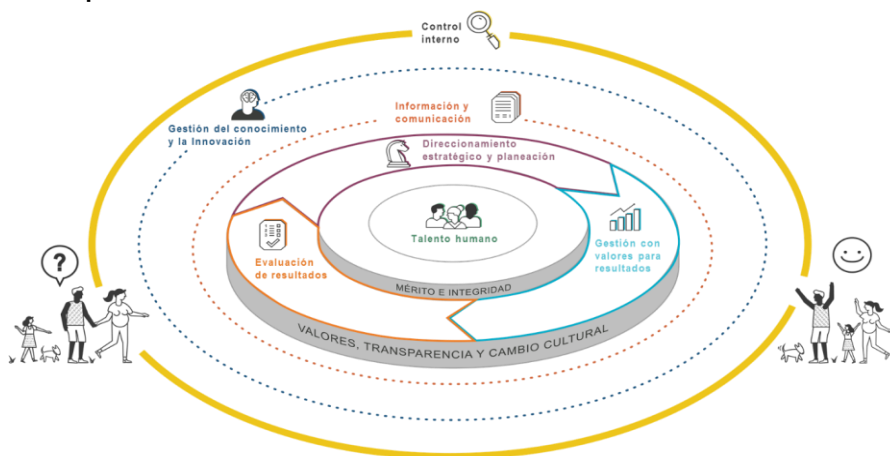 Control
interno
Información y
comunicación
Gestión del conocimiento
y la Innovación
Direccionamiento
estratégico y planeación
Talento humano
Evaluación
de resultados
Gestión con
valores para
resultados
MÉRITO E INTEGRIDAD
VALORES, TRANSPARENCIA Y CAMBIO CULTURAL
?